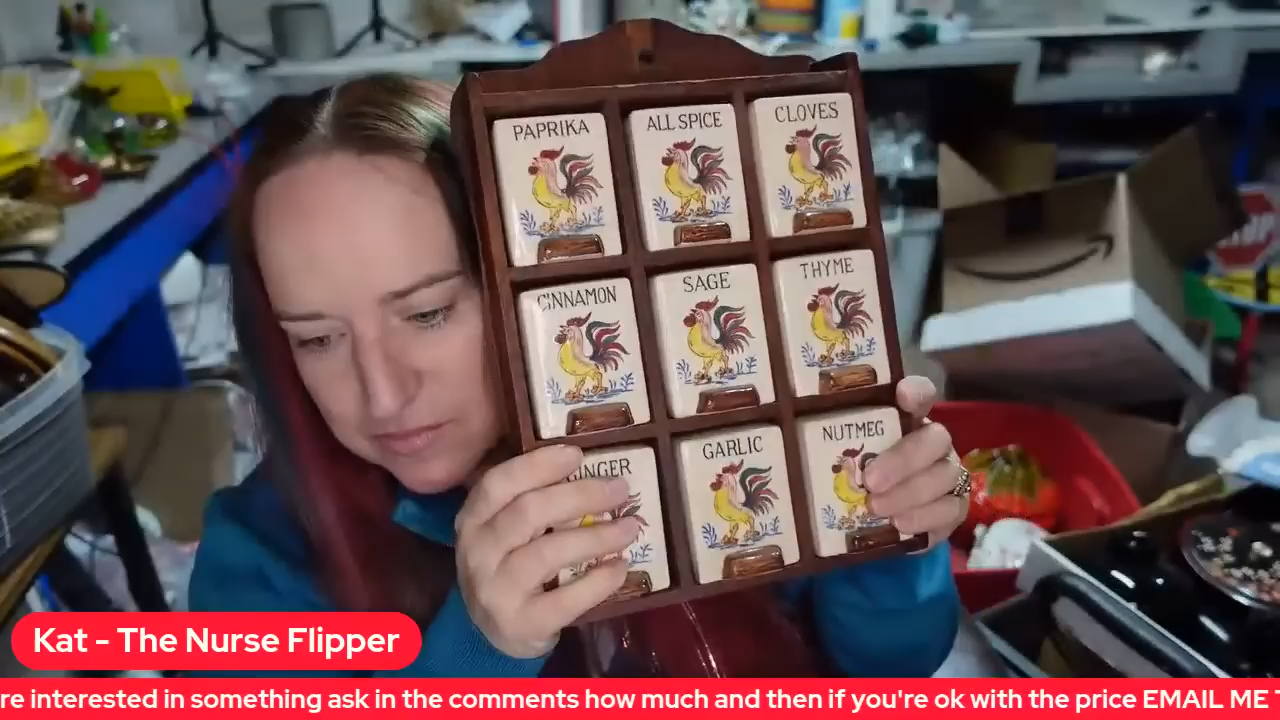 PAPRIKA
ALL SPICE
CLOVES
CINNAMON
SAGE
THYME
GINGER
GARLIC
NUTMEG
Kat - The Nurse Flipper
re interested in something ask in the comments how much and then if you're ok with the price EMAIL ME